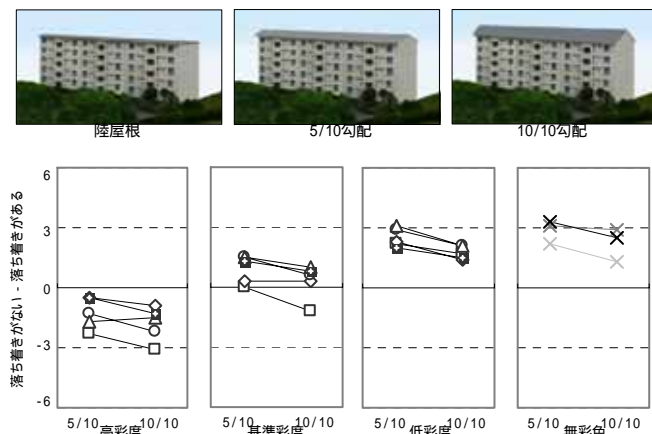 陸屋根
5/10勾配
10/10勾配
落ち着きがない - 落ち着きがある
6
3
0
-3
-6
5/10 10/10
高彩度
5/10 10/10
基準彩度
5/10 10/10
低彩度
5/10 10/10
無彩色